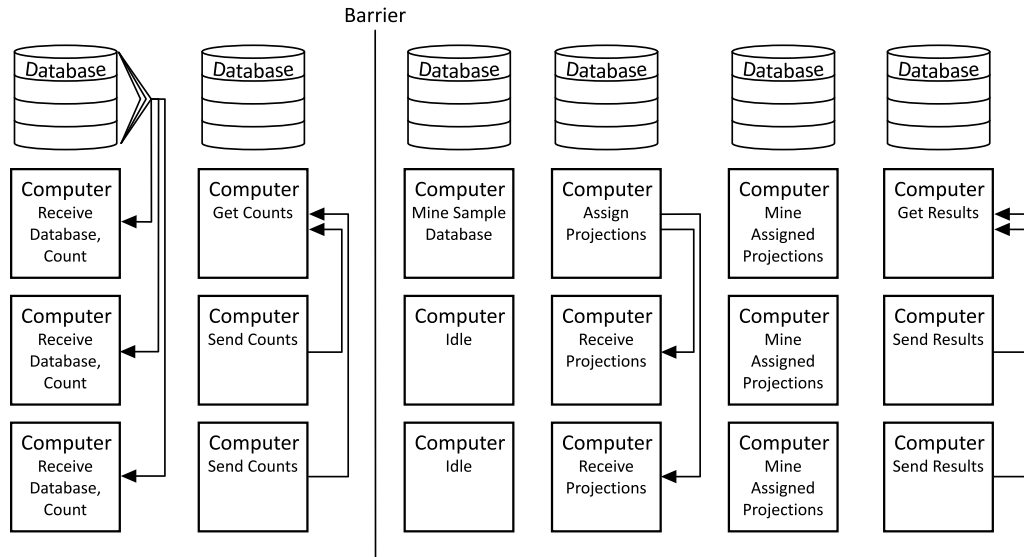 Barrier
Database
Database
Database
Database
Database
Database
Computer
Receive
Database,
Count
Computer
Get Counts
Computer
Mine Sample
Database
Computer
Assign
Projections
Computer
Mine
Assigned
Projections
Computer
Get Results
Computer
Receive
Database,
Count
Computer
Send Counts
Computer
Idle
Computer
Receive
Projections
Computer
Mine
Assigned
Projections
Computer
Send Results
Computer
Receive
Database,
Count
Computer
Send Counts
Computer
Idle
Computer
Receive
Projections
Computer
Mine
Assigned
Projections
Computer
Send Results